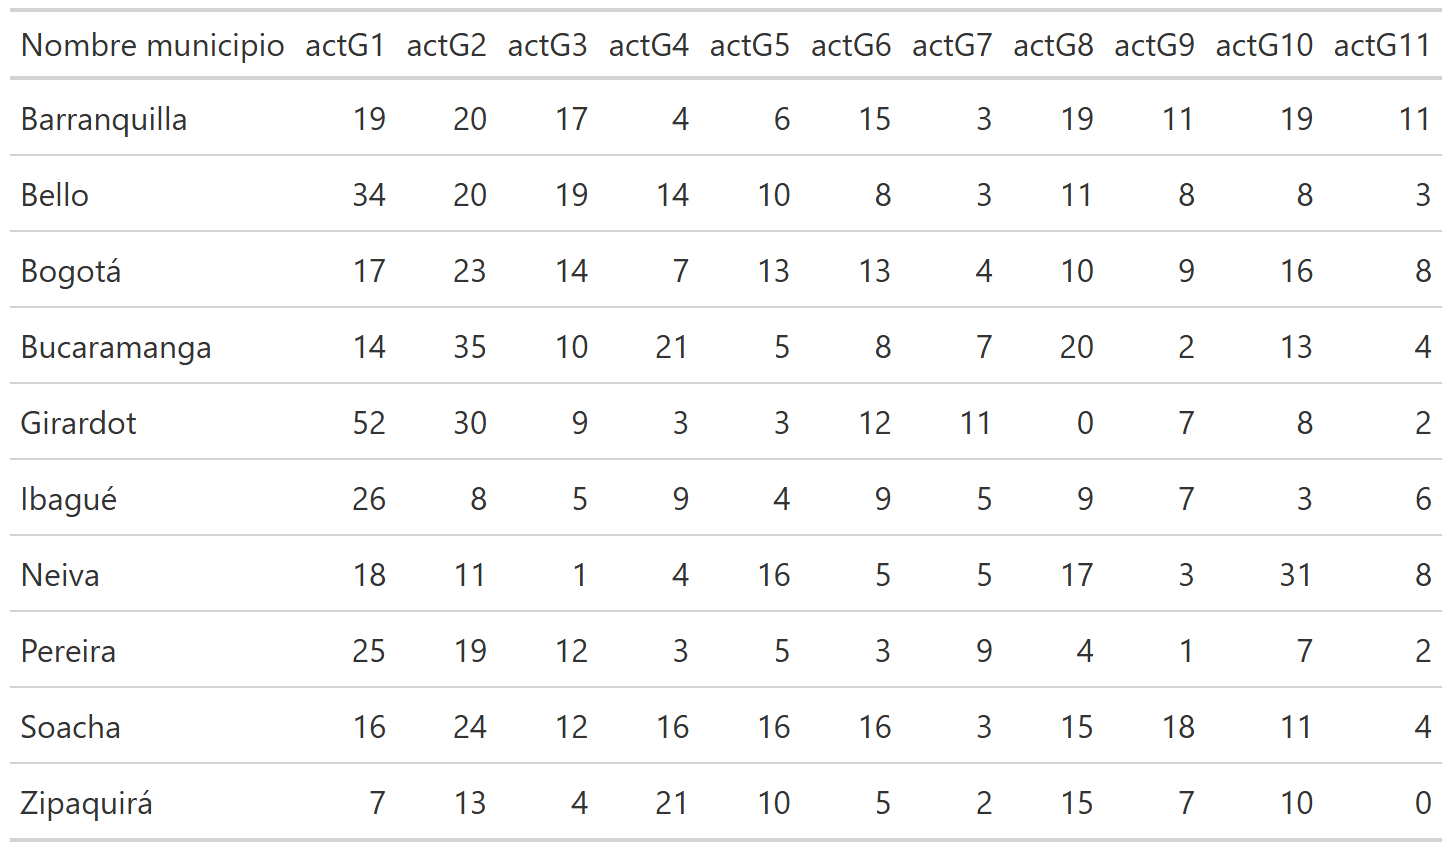 Nombre municipio actG1 actG2 actG3 actG4 actG5 actG6 actG7 actG8 actG9 actG10 actG11
Barranquilla 19 20 17 4 6 15 3 19 11 19 11
Bello 34 20 19 14 10 8 3 11 8 8 3
Bogotá 17 23 14 7 13 13 4 10 9 16 8
Bucaramanga 14 35 10 21 5 8 7 20 2 13 4
Girardot 52 30 9 3 3 12 11 0 7 8 2
Ibagué 26 8 5 9 4 9 5 9 7 3 6
Neiva 18 11 1 4 16 5 5 17 3 31 8
Pereira 25 19 12 3 5 3 9 4 1 7 2
Soacha 16 24 12 16 16 16 3 15 18 11 4
Zipaquirá 7 13 4 21 10 5 2 15 7 10 0